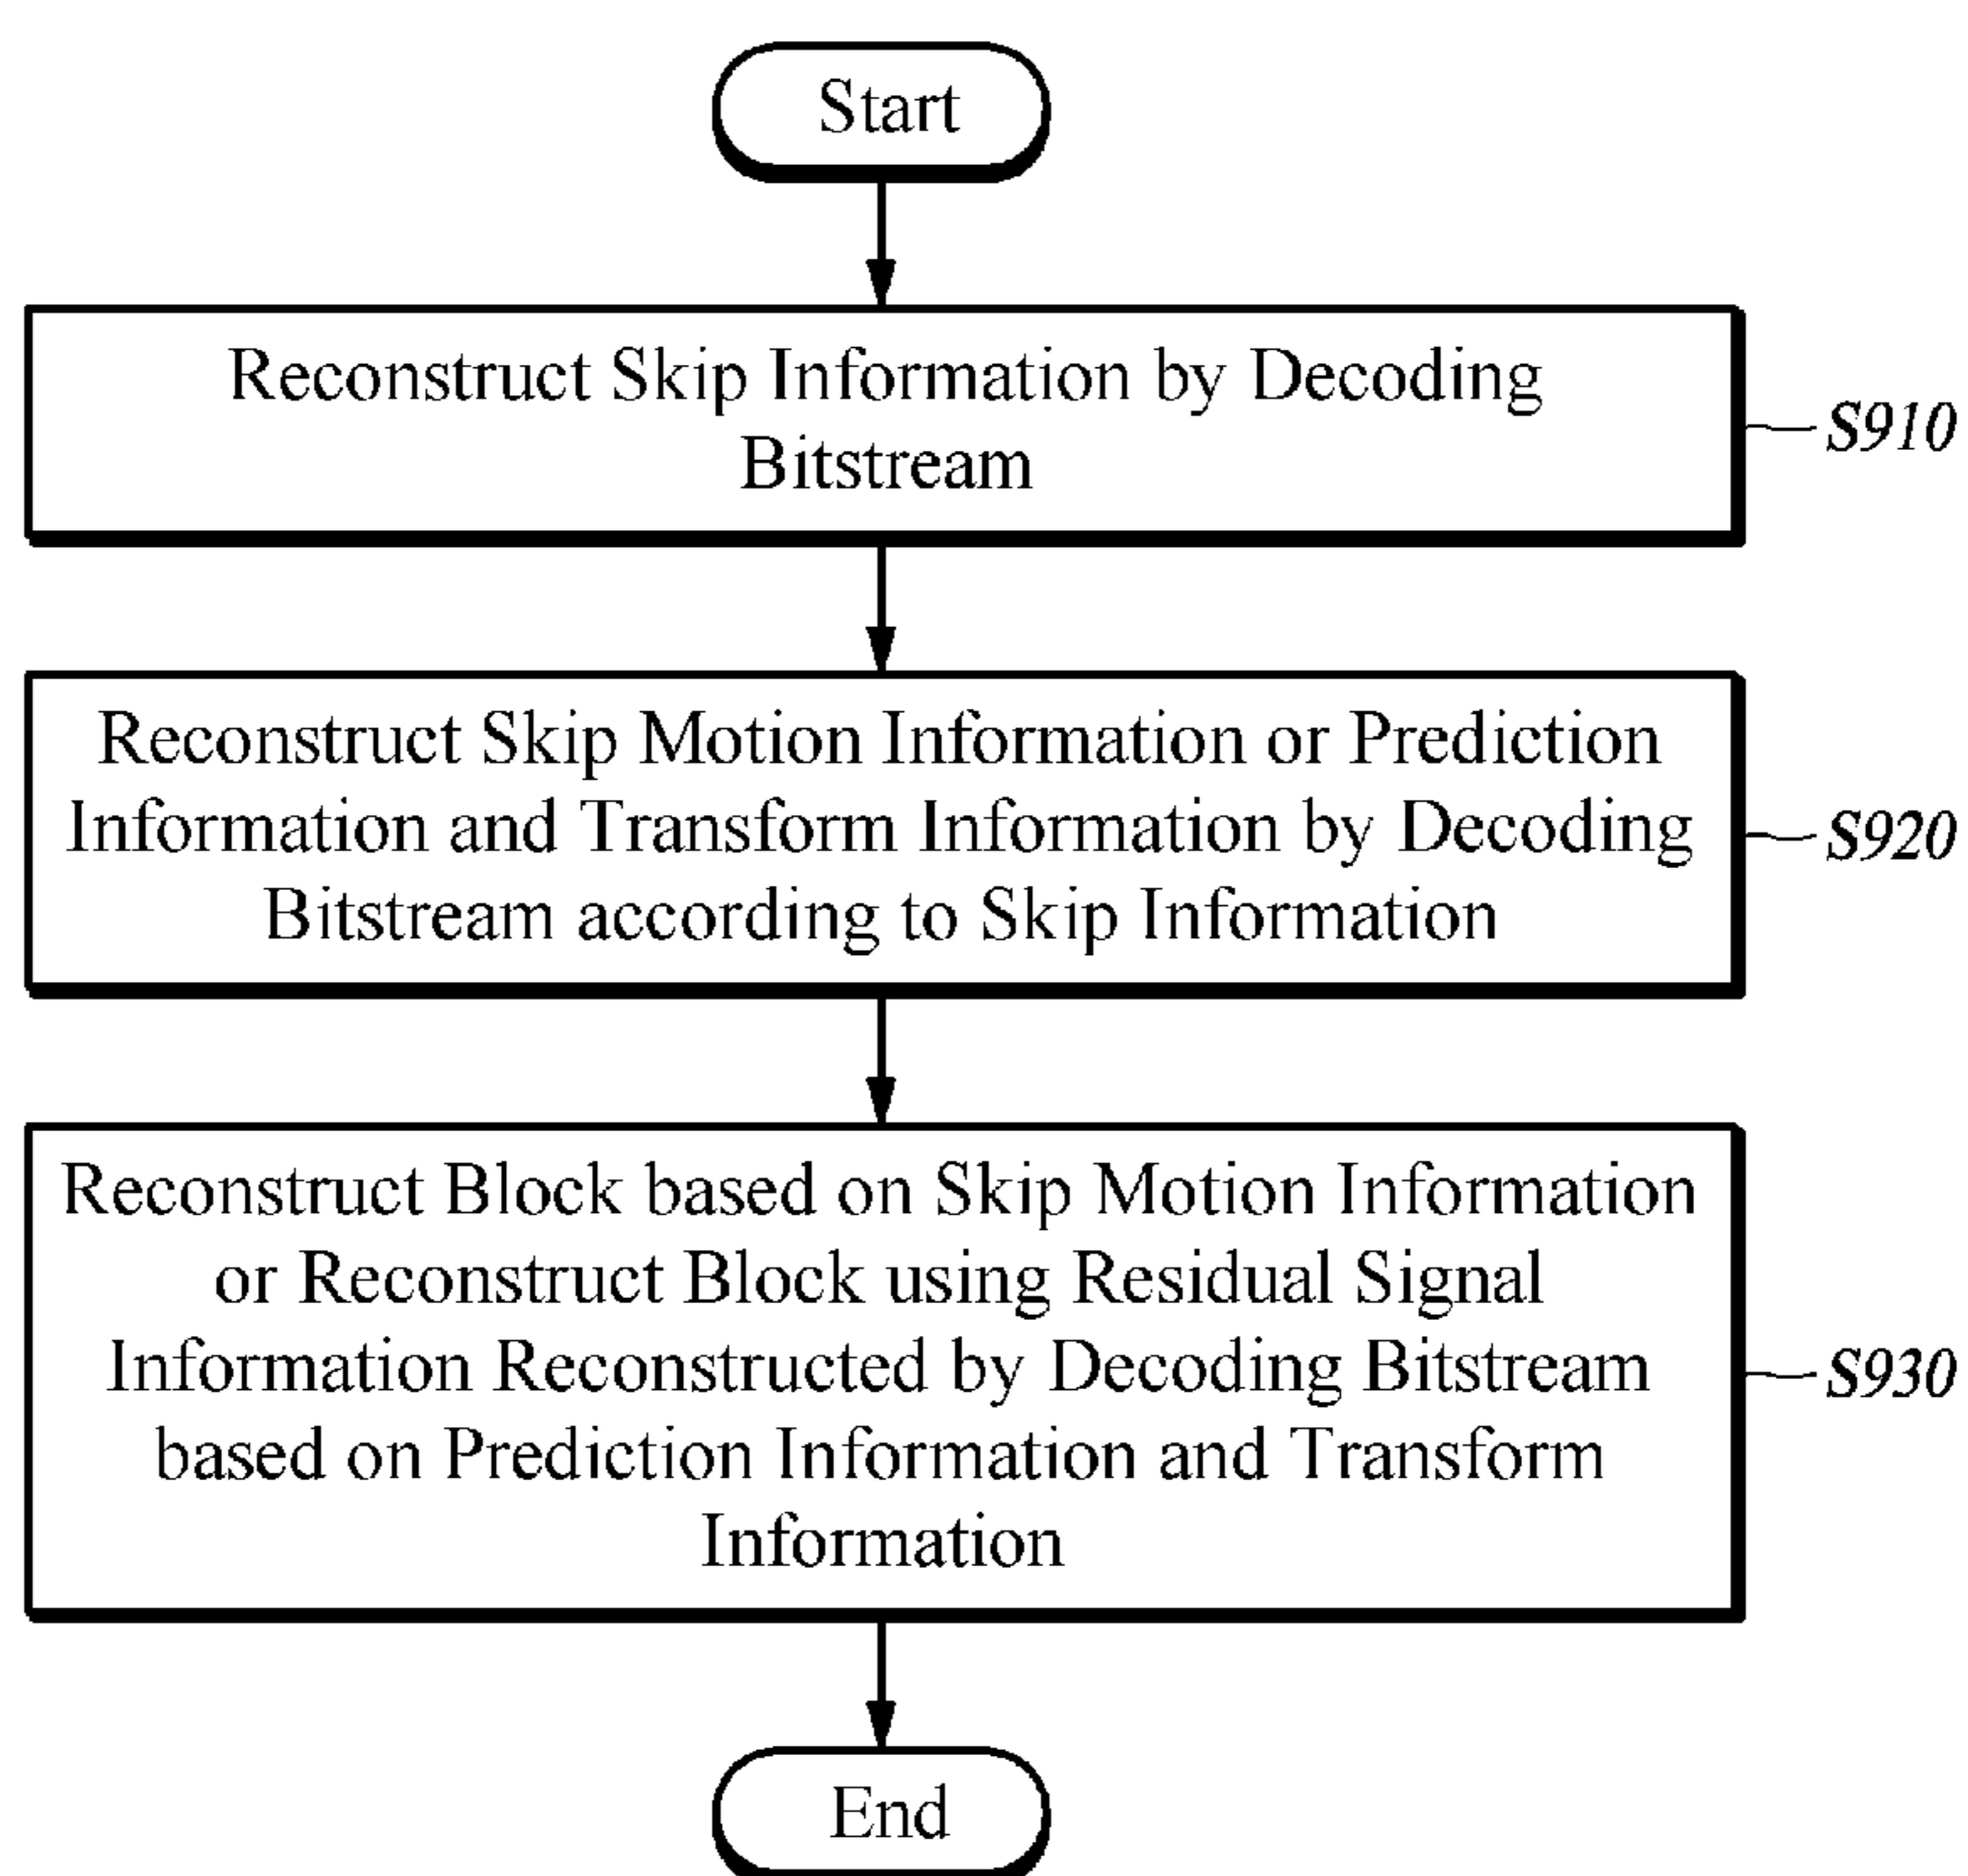 Start
Reconstruct Skip Information by Decoding
Bitstream
S910
Reconstruct Skip Motion Information or Prediction
Information and Transform Information by Decoding
Bitstream according to Skip Information
S920
Reconstruct Block based on Skip Motion Information
or Reconstruct Block using Residual Signal
Information Reconstructed by Decoding Bitstream
based on Prediction Information and Transform
Information
S930
End